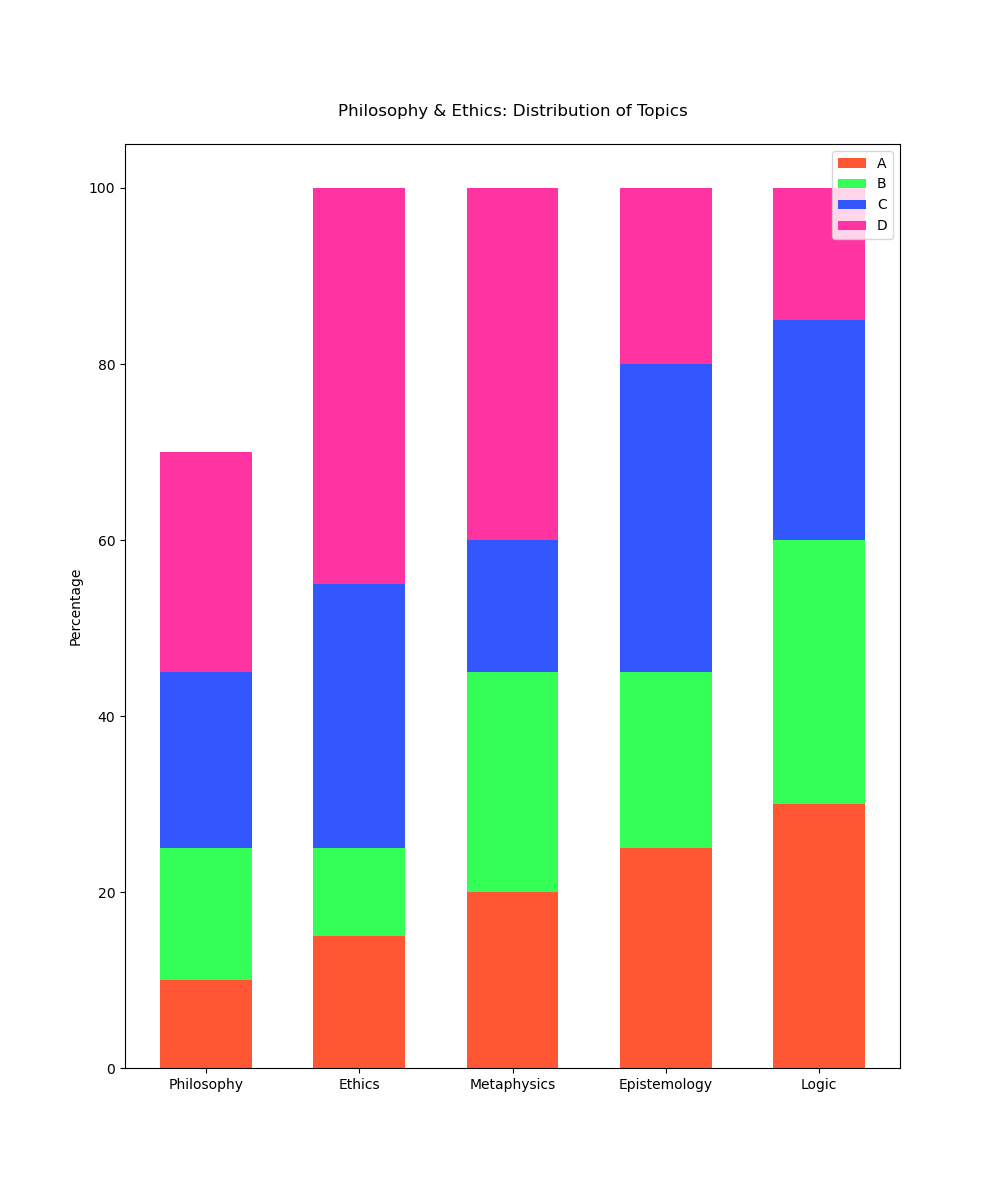 Philosophy & Ethics: Distribution of Topics
A
B
C
D
100
80
60
40
20
0
Percentage
Philosophy
Ethics
Metaphysics
Epistemology
Logic